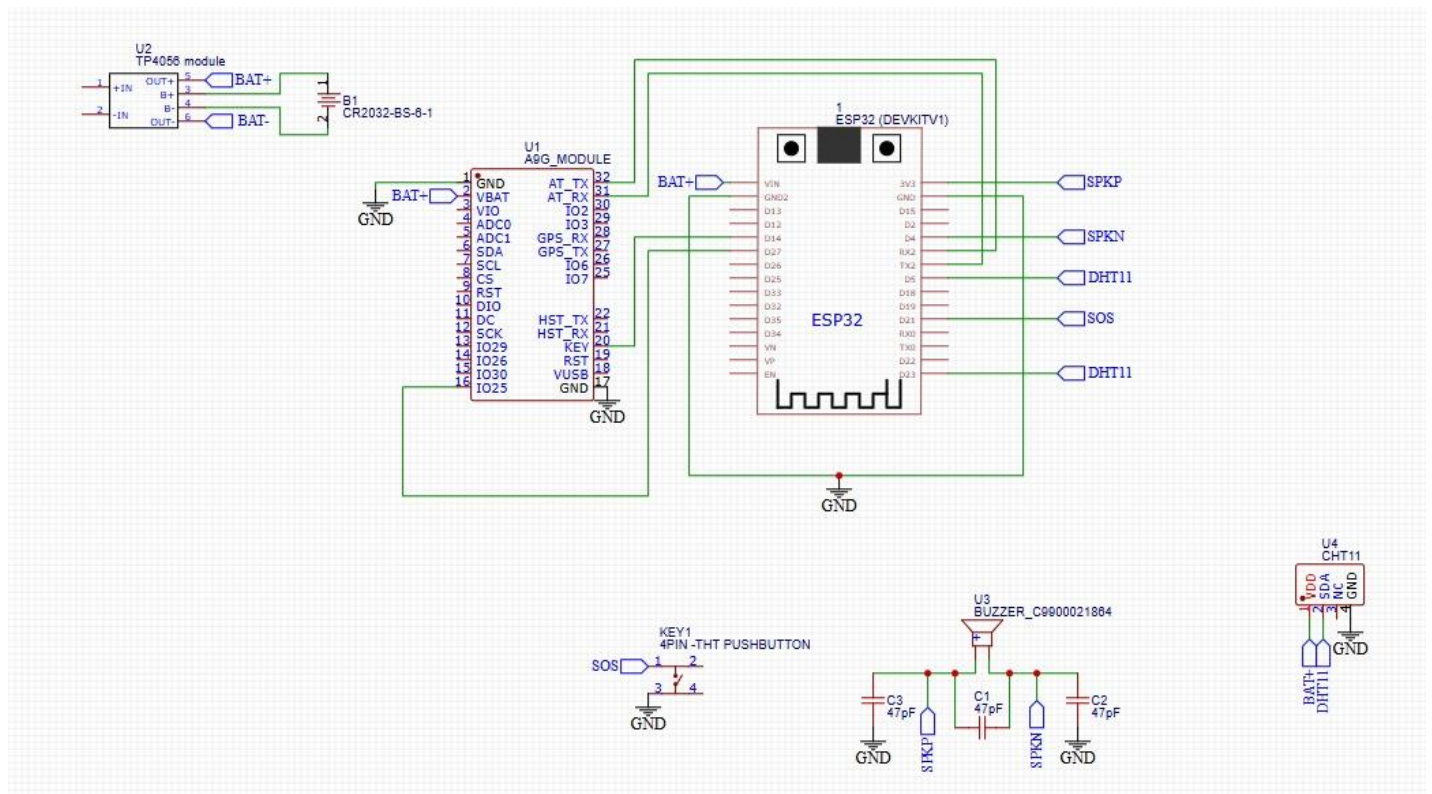 U2
TP4056 module
1 +IN
2 -IN
OUT+ 5 BAT+
B+ 3
B- 4
OUT- 6 BAT-
1
2
B1
CR2032-BS-6-1
U1
A9G_MODULE
1 GND
2 VBAT
3 VIO
4 ADC0
5 ADC1
6 SDA
7 SCL
8 CS
9 RST
10 DIO
11 DC
12 SCK
13 IO29
14 IO26
15 IO30
16 IO25
AT_TX 32
AT_RX 31
IO2 30
IO3 29
GPS_RX 28
GPS_TX 27
IO6 26
IO7 25
HST_TX 22
HST_RX 21
KEY 20
RST 19
VUSB 18
GND 17
BAT+
GND
GND
1
ESP32 (DEVKITV1)
BAT+
VIN
GND2
D13
D12
D14
D27
D26
D25
D33
D32
D35
D34
VN
VP
EN
ESP32
3V3
GND
D15
D2
D4
RX2
TX2
D5
D18
D19
D21
RX0
TX0
D22
D23
SPKP
SPKN
DHT11
SOS
DHT11
GND
KEY1
4PIN -THT PUSHBUTTON
SOS
1 2
3 4
GND
U3
BUZZER_C9900021864
+
C3
47pF
C1
47pF
C2
47pF
GND
SPKP
SPKN
GND
U4
CHT11
VDD
SDA
NC
GND
1
2
3
4
GND
BAT+
DHT11